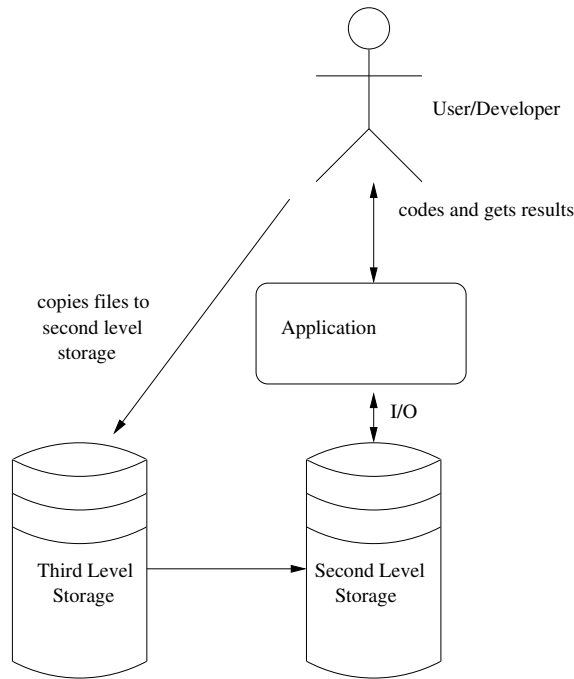 User/Developer
codes and gets results
copies files to
second level
storage
Application
I/O
Third Level
Storage
Second Level
Storage